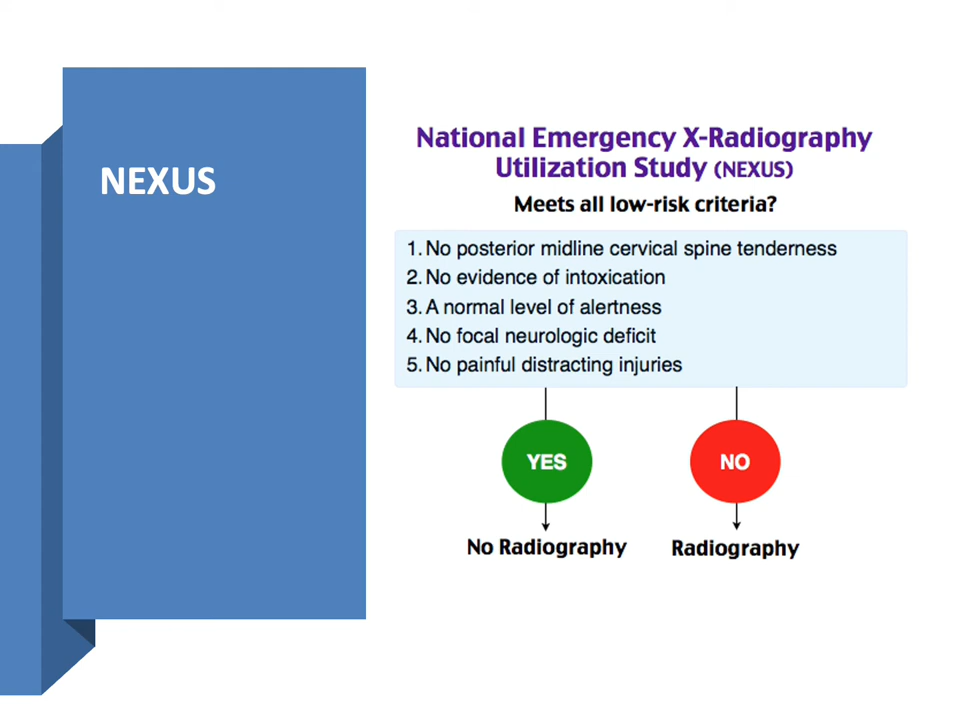 NEXUS
National Emergency X-Radiography
Utilization Study (NEXUS)
Meets all low-risk criteria?
1. No posterior midline cervical spine tenderness
2. No evidence of intoxication
3. A normal level of alertness
4. No focal neurologic deficit
5. No painful distracting injuries
YES
NO
No Radiography
Radiography